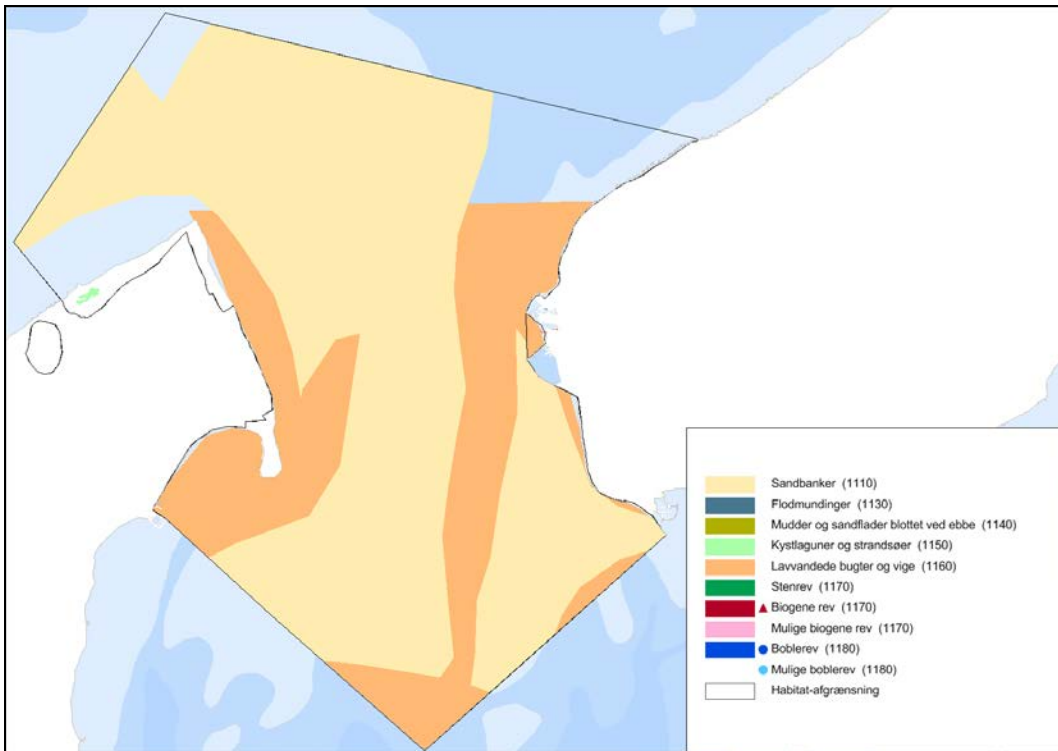 Sandbanker (1110)
Flodmundinger (1130)
Mudder og sandflader blottet ved ebbe (1140)
Kystlaguner og strandsøer (1150)
Lavvandede bugter og vige (1160)
Stenrev (1170)
Biogene rev (1170)
Mulige biogene rev (1170)
Boblerev (1180)
Mulige boblerev (1180)
Habitat-afgrænsning